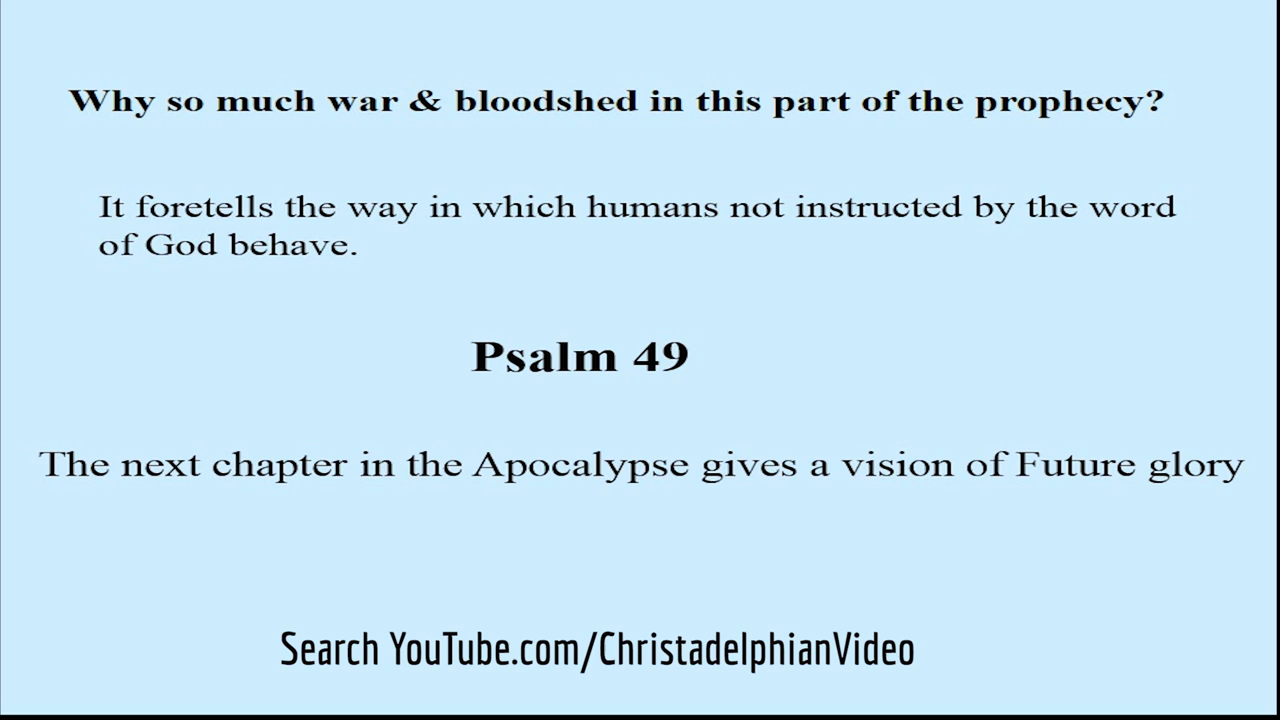 Why so much war & bloodshed in this part of the prophecy?
It foretells the way in which humans not instructed by the word
of God behave.
Psalm 49
The next chapter in the Apocalypse gives a vision of Future glory
Search YouTube.com/ChristadelphianVideo